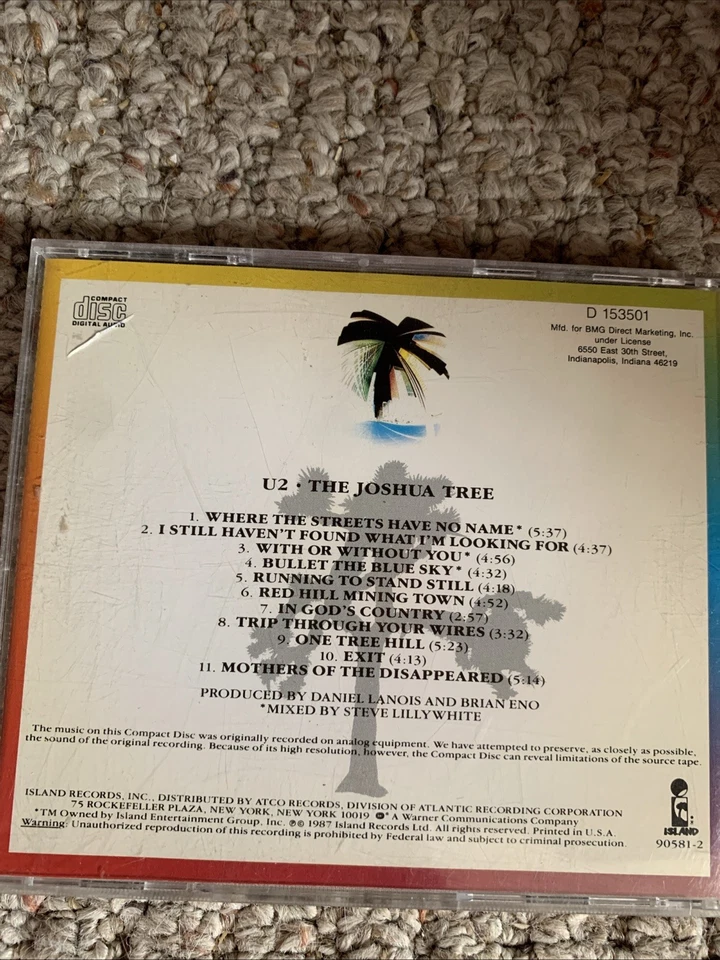 COMPACT
disc
DIGITAL AUDIO
D 153501
Mfd. for BMG Direct Marketing, Inc.
under License
6550 East 30th Street,
Indianapolis, Indiana 46219
U2 • THE JOSHUA TREE
1. WHERE THE STREETS HAVE NO NAME* (5:37)
2. I STILL HAVEN'T FOUND WHAT I'M LOOKING FOR (4:37)
3. WITH OR WITHOUT YOU* (4:56)
4. BULLET THE BLUE SKY* (4:32)
5. RUNNING TO STAND STILL (4:18)
6. RED HILL MINING TOWN (4:52)
7. IN GOD'S COUNTRY (2:57)
8. TRIP THROUGH YOUR WIRES (3:32)
9. ONE TREE HILL (5:23)
10. EXIT (4:13)
11. MOTHERS OF THE DISAPPEARED (5:14)
PRODUCED BY DANIEL LANOIS AND BRIAN ENO
*MIXED BY STEVE LILLYWHITE
The music on this Compact Disc was originally recorded on analog equipment. We have attempted to preserve, as closely as possible,
the sound of the original recording. Because of its high resolution, however, the Compact Disc can reveal limitations of the source tape.
ISLAND RECORDS, INC., DISTRIBUTED BY ATCO RECORDS, DIVISION OF ATLANTIC RECORDING CORPORATION
75 ROCKEFELLER PLAZA, NEW YORK, NEW YORK 10019 • A Warner Communications Company
*TM Owned by Island Entertainment Group, Inc. ℗© 1987 Island Records Ltd. All rights reserved. Printed in U.S.A.
Warning: Unauthorized reproduction of this recording is prohibited by Federal law and subject to criminal prosecution.
ISLAND
90581-2